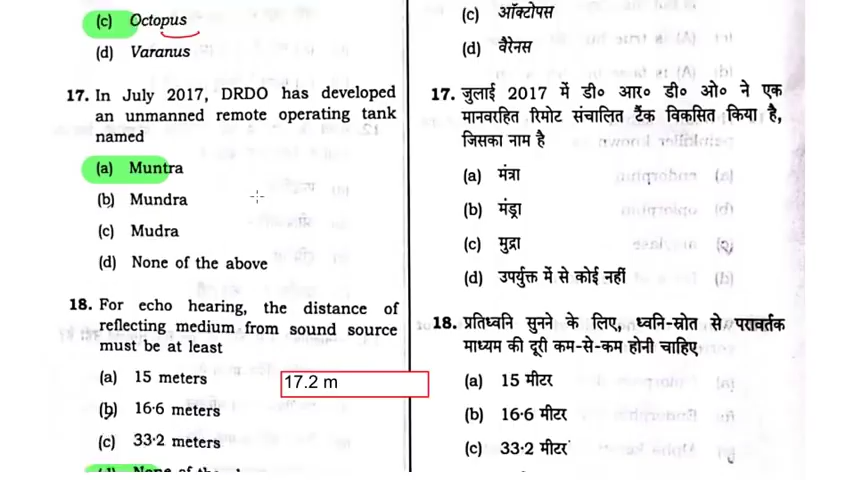 (c) Octopus
(d) Varanus
17. In July 2017, DRDO has developed
an unmanned remote operating tank
named
(a) Muntra
(b) Mundra
(c) Mudra
(d) None of the above
18. For echo hearing, the distance of
reflecting medium from sound source
must be at least
(a) 15 meters
17.2 m
(b) 16·6 meters
(c) 33·2 meters
None of the
(c) ऑक्टोपस
(d) वैरेनस
17. जुलाई 2017 में डी० आर० डी० ओ० ने एक
मानवरहित रिमोट संचालित टैंक विकसित किया है,
जिसका नाम है
(a) मंत्रा
(b) मंड्रा
(c) मुद्रा
(d) उपर्युक्त में से कोई नहीं
18. प्रतिध्वनि सुनने के लिए, ध्वनि-स्रोत से परावर्तक
माध्यम की दूरी कम-से-कम होनी चाहिए
(a) 15 मीटर
(b) 16·6 मीटर
(c) 33·2 मीटर